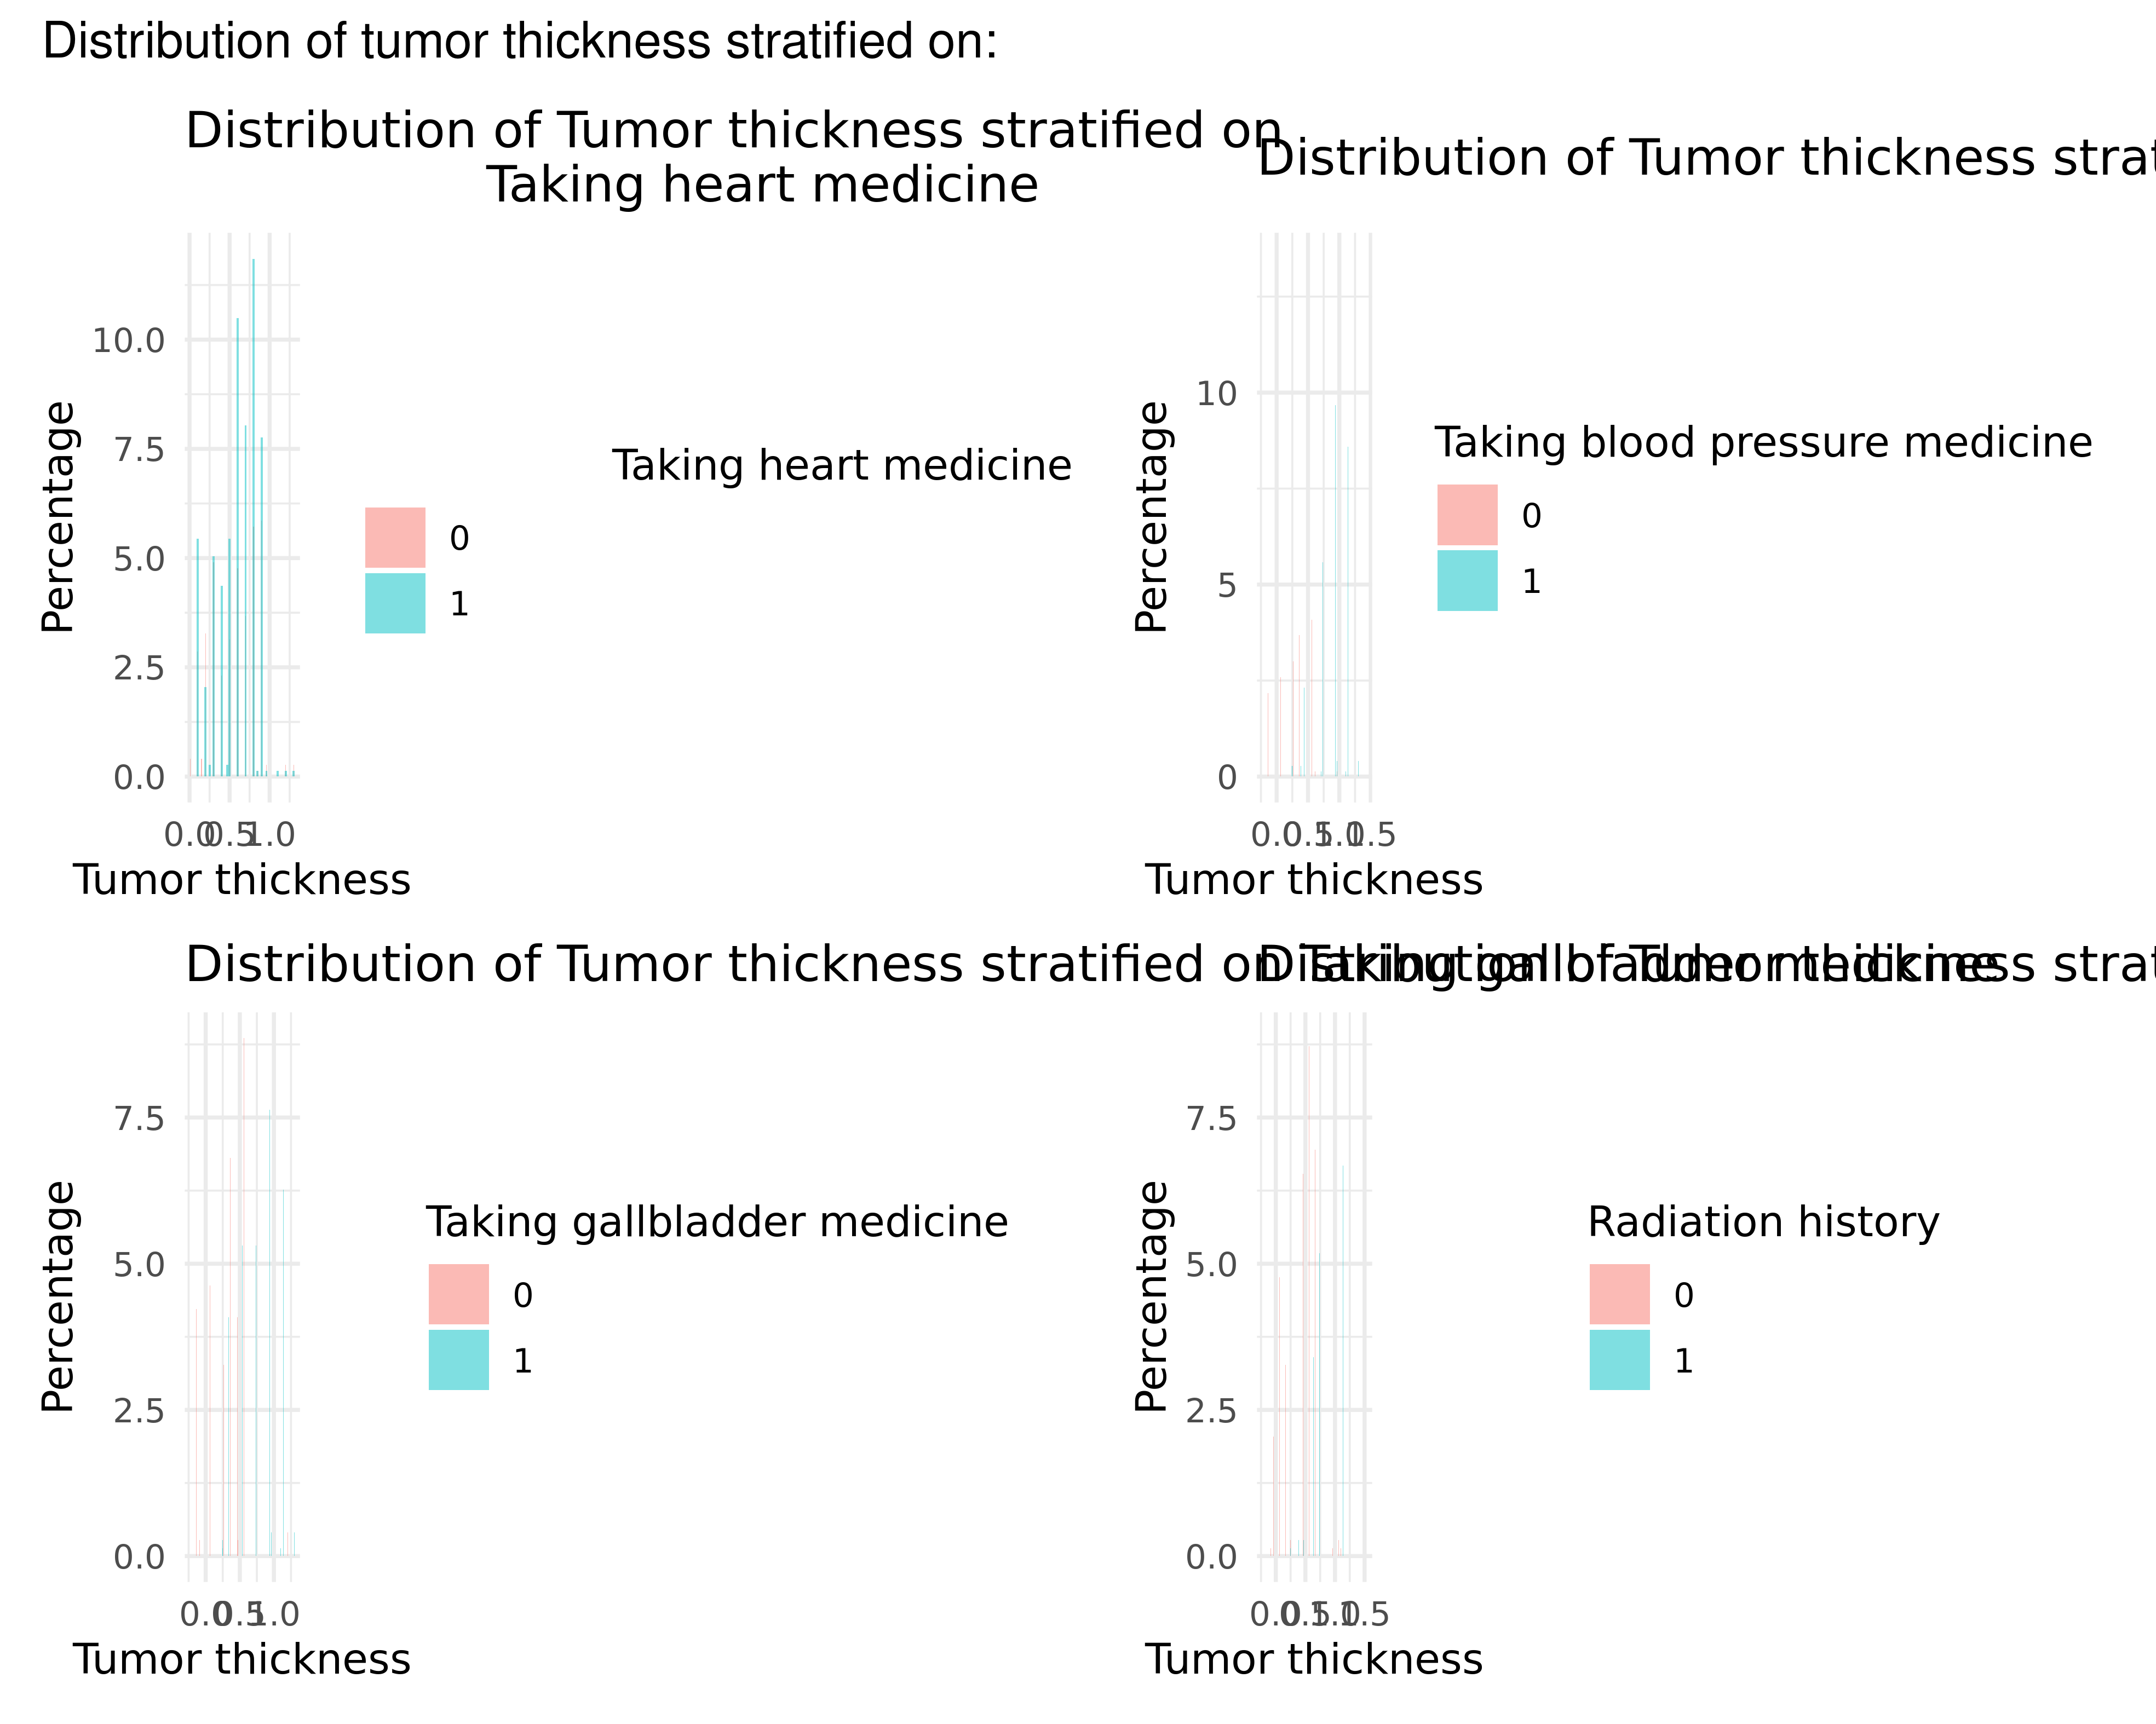 Distribution of tumor thickness stratified on:
Distribution of Tumor thickness stratified on
Taking heart medicine
Percentage
10.0
7.5
5.0
2.5
0.0
0.0 0.5 1.0
Tumor thickness
Taking heart medicine
0
1
Distribution of Tumor thickness strat
Percentage
10
5
0
0.0 0.5 1.0 1.5
Tumor thickness
Taking blood pressure medicine
0
1
Distribution of Tumor thickness stratified on Taking gallbladder medicine
Percentage
7.5
5.0
2.5
0.0
0.0 0.5 1.0
Tumor thickness
Taking gallbladder medicine
0
1
Distribution of Tumor thickness strat
Percentage
7.5
5.0
2.5
0.0
0.0 0.5 1.0 1.5
Tumor thickness
Radiation history
0
1